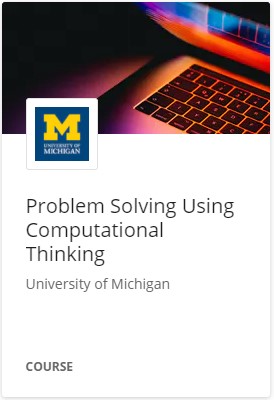 M
UNIVERSITY OF
MICHIGAN
Problem Solving Using
Computational
Thinking
University of Michigan
COURSE